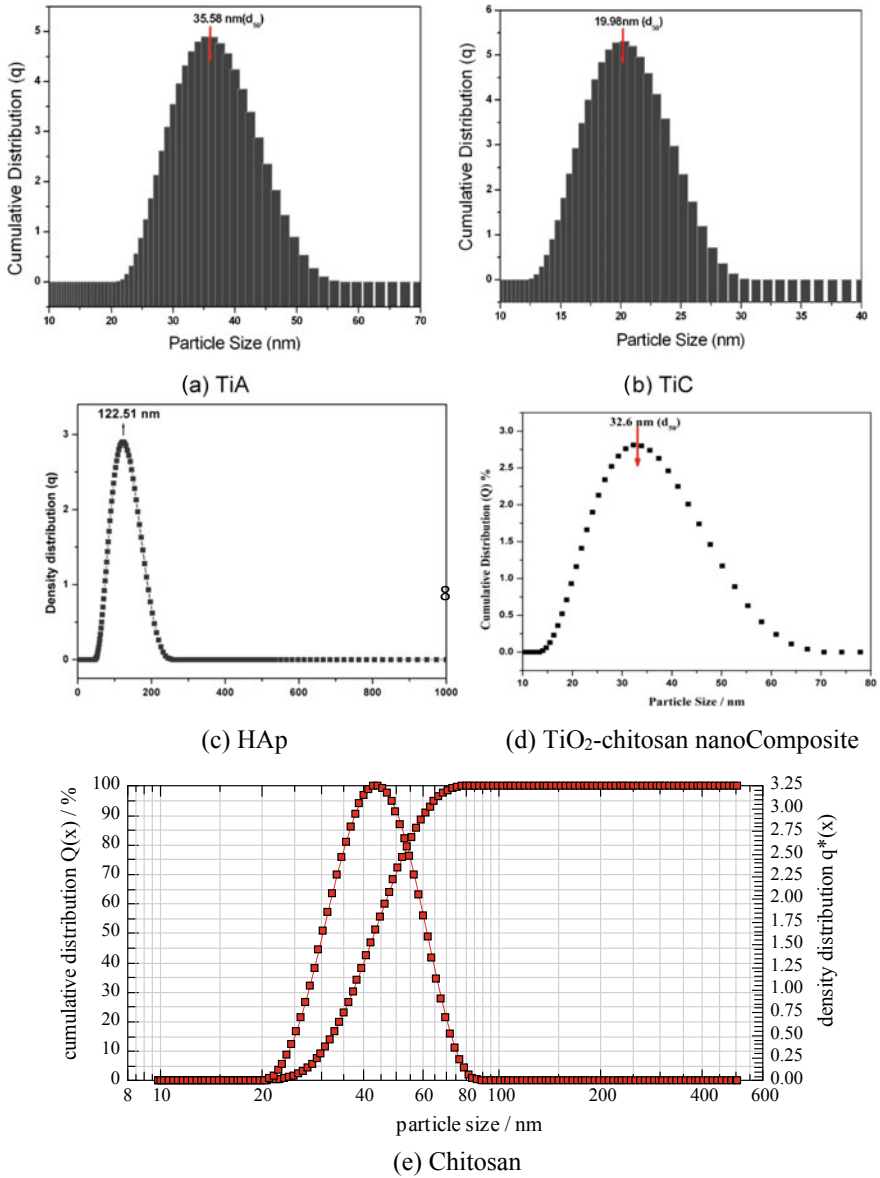 35.58 nm(d₅₀)
Cumulative Distribution (q)
5
4
3
2
1
0
10 20 30 40 50 60 70
Particle Size (nm)
(a) TiA
19.98nm (d₅₀)
Cumulative Distribution (q)
6
5
4
3
2
1
0
10 15 20 25 30 35 40
Particle Size (nm)
(b) TiC
122.51 nm
Density distribution (q)
3
2
1
0
0 200 400 600 800 1000
8
(c) HAp
32.6 nm (d₅₀)
Cumulative Distribution (Q) %
3.0
2.5
2.0
1.5
1.0
0.5
0.0
10 20 30 40 50 60 70 80
Particle Size / nm
(d) TiO₂-chitosan nanoComposite
cumulative distribution Q(x) / %
100
90
80
70
60
50
40
30
20
10
0
3.25
3.00
2.75
2.50
2.25
2.00
1.75
1.50
1.25
1.00
0.75
0.50
0.25
0.00
density distribution q*(x)
8 10 20 40 60 80 100 200 400 600
particle size / nm
(e) Chitosan